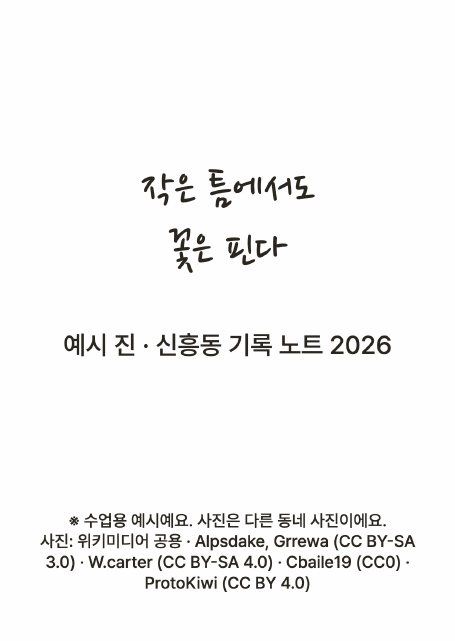 작은 틈에서도
꽃은 핀다
예시 진 · 신흥동 기록 노트 2026
※ 수업용 예시예요. 사진은 다른 동네 사진이에요.
사진: 위키미디어 공용 · Alpsdake, Grrewa (CC BY-SA
3.0) · W.carter (CC BY-SA 4.0) · Cbaile19 (CC0) ·
ProtoKiwi (CC BY 4.0)